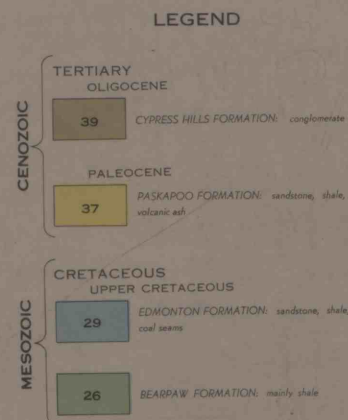 LEGEND
CENOZOIC
TERTIARY
OLIGOCENE
39
CYPRESS HILLS FORMATION: conglomerate
PALEOCENE
37
PASKAPOO FORMATION: sandstone, shale,
volcanic ash
MESOZOIC
CRETACEOUS
UPPER CRETACEOUS
29
EDMONTON FORMATION: sandstone, shale,
coal seams
26
BEARPAW FORMATION: mainly shale